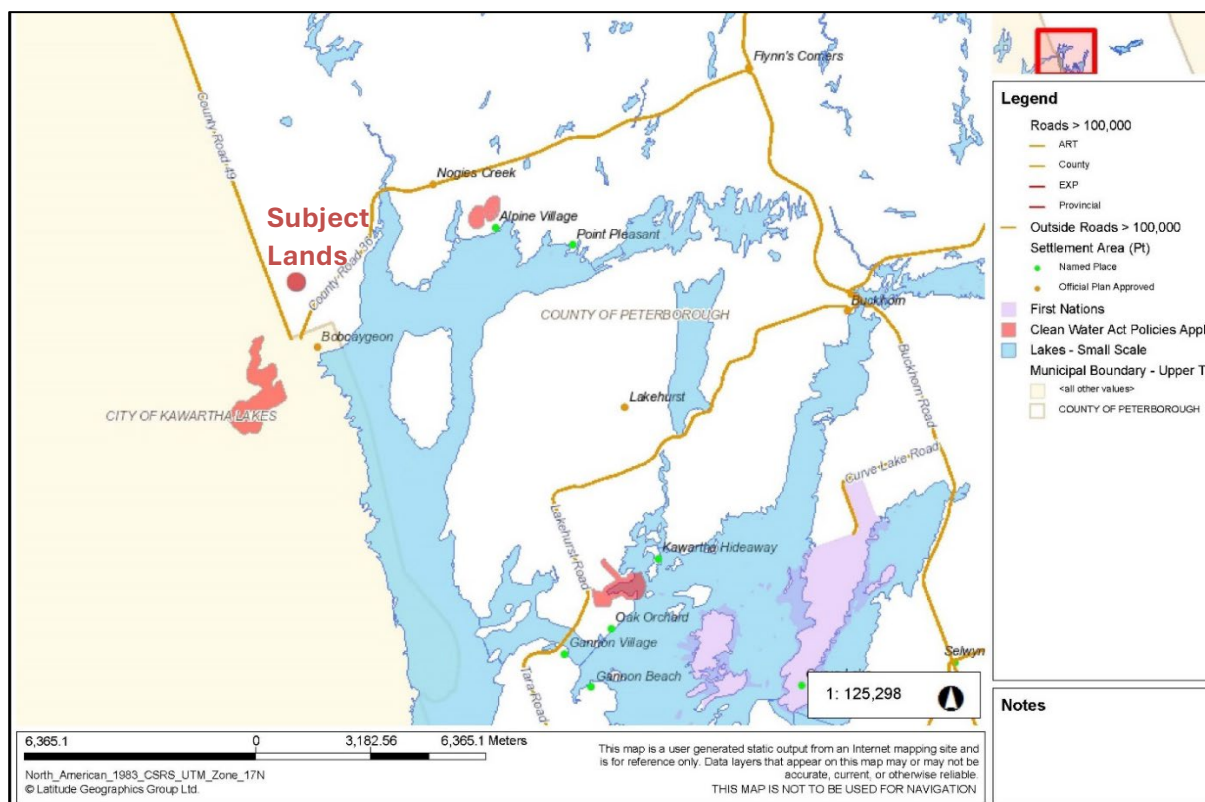 Flynn's Corners
County Road 49
Nogies Creek
Subject
Lands
Alpine Village
Point Pleasant
County Road 36
COUNTY OF PETERBOROUGH
Buckhorn
Bobcaygeon
Buckhorn Road
CITY OF KAWARTHA LAKES
Lakehurst
Curve Lake Road
Lakehurst Road
Kawartha Hideaway
Oak Orchard
Gannon Village
Selwyn
Tara Road
Gannon Beach
1: 125,298
Legend
Roads > 100,000
ART
County
EXP
Provincial
Outside Roads > 100,000
Settlement Area (Pt)
Named Place
Official Plan Approved
First Nations
Clean Water Act Policies Appl
Lakes - Small Scale
Municipal Boundary - Upper T
<all other values>
COUNTY OF PETERBOROUGH
Notes
6,365.1 0 3,182.56 6,365.1 Meters
North_American_1983_CSRS_UTM_Zone_17N
© Latitude Geographics Group Ltd.
This map is a user generated static output from an Internet mapping site and
is for reference only. Data layers that appear on this map may or may not be
accurate, current, or otherwise reliable.
THIS MAP IS NOT TO BE USED FOR NAVIGATION